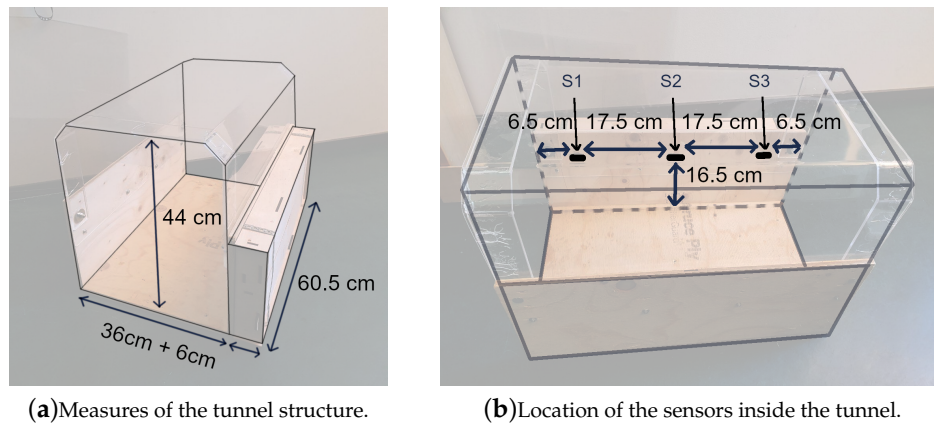 44 cm
60.5 cm
36cm + 6cm
S1 S2 S3
6.5 cm 17.5 cm 17.5 cm 6.5 cm
16.5 cm
(a)Measures of the tunnel structure.
(b)Location of the sensors inside the tunnel.